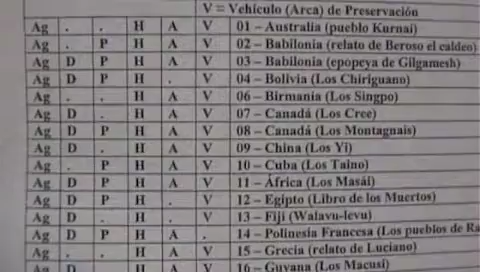 V = Vehículo (Arca) de Preservación
Ag . . H A V 01 – Australia (pueblo Kurnai)
Ag . P H A V 02 – Babilonia (relato de Beroso el caldeo)
Ag D P H A V 03 – Babilonia (epopeya de Gilgamesh)
Ag D P H . V 04 – Bolivia (Los Chiriguano)
Ag . . H A V 06 – Birmania (Los Singpo)
Ag D . H A V 07 – Canadá (Los Cree)
Ag D P H A V 08 – Canadá (Los Montagnais)
Ag D . H A V 09 – China (Los Yi)
Ag . P H A V 10 – Cuba (Los Taino)
Ag D P H A V 11 – África (Los Masái)
Ag D P H . V 12 – Egipto (Libro de los Muertos)
Ag D . H . V 13 – Fiji (Walavu-levu)
Ag D P H A . 14 – Polinesia Francesa (Los pueblos de Ra
Ag . . H A V 15 – Grecia (relato de Luciano)
Ag D P H A V 16 – Guyana (Los Macusi)